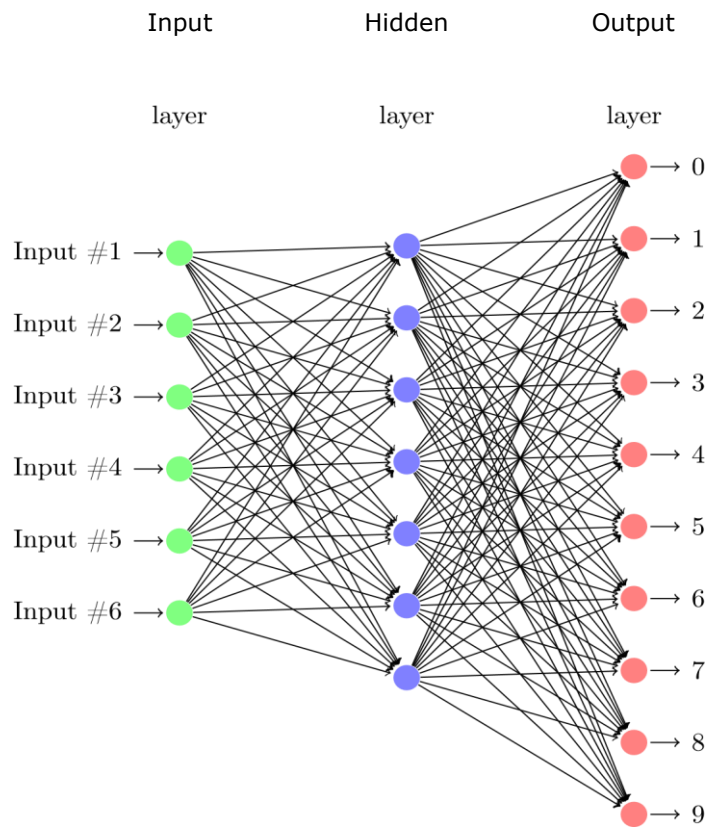 Input Hidden Output
layer layer layer
0
Input #1 1
Input #2 2
Input #3 3
Input #4 4
Input #5 5
Input #6 6
7
8
9